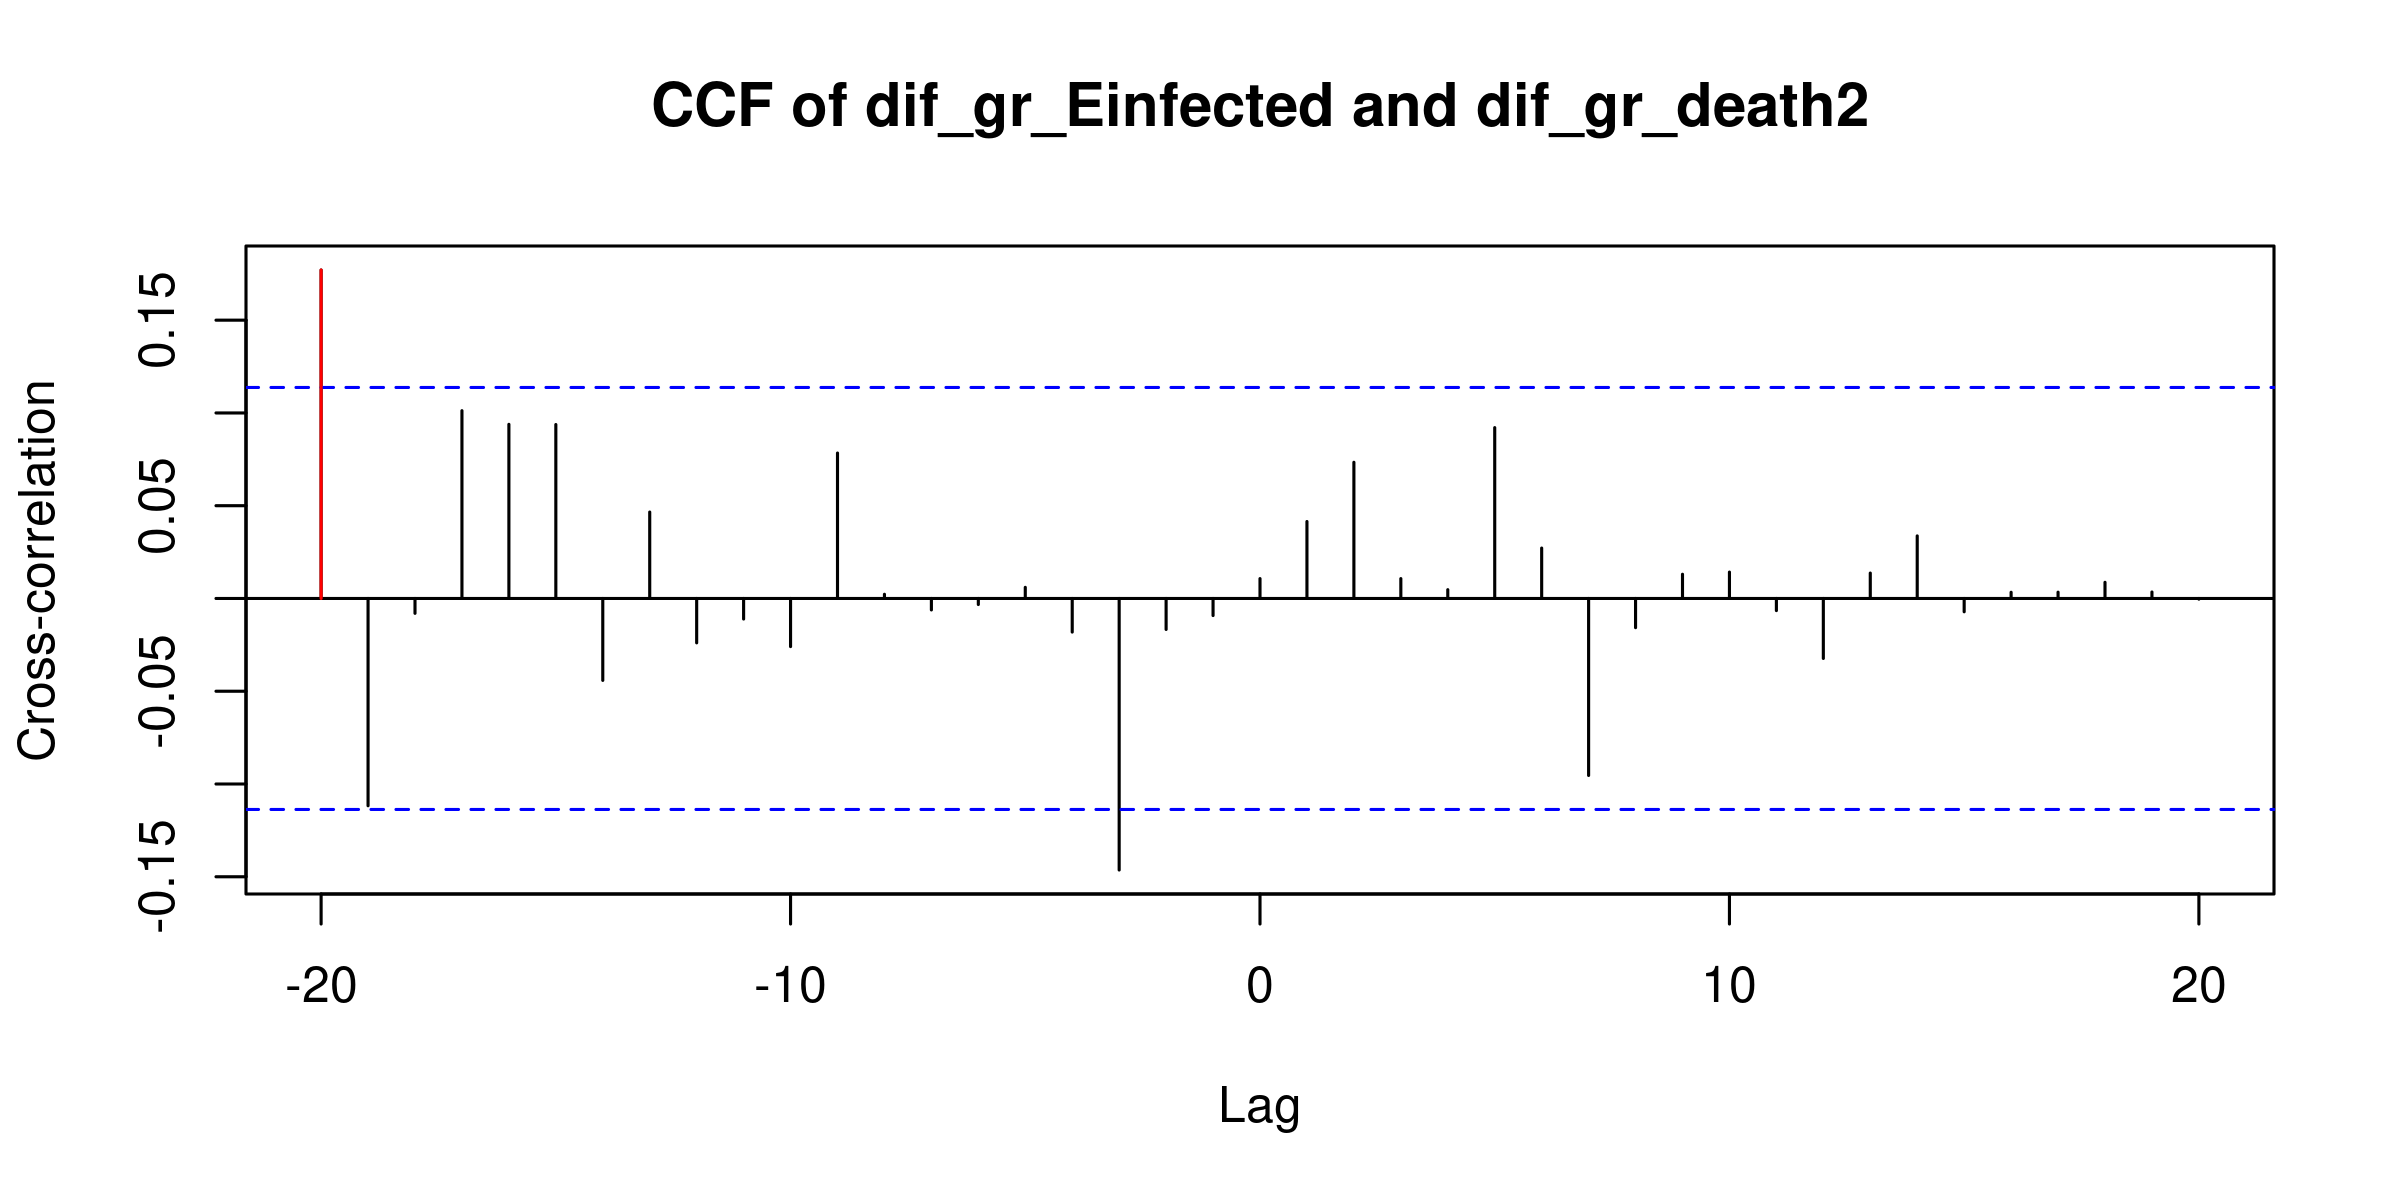 CCF of dif_gr_Einfected and dif_gr_death2
Cross-correlation
0.15
0.05
-0.05
-0.15
-20 -10 0 10 20
Lag